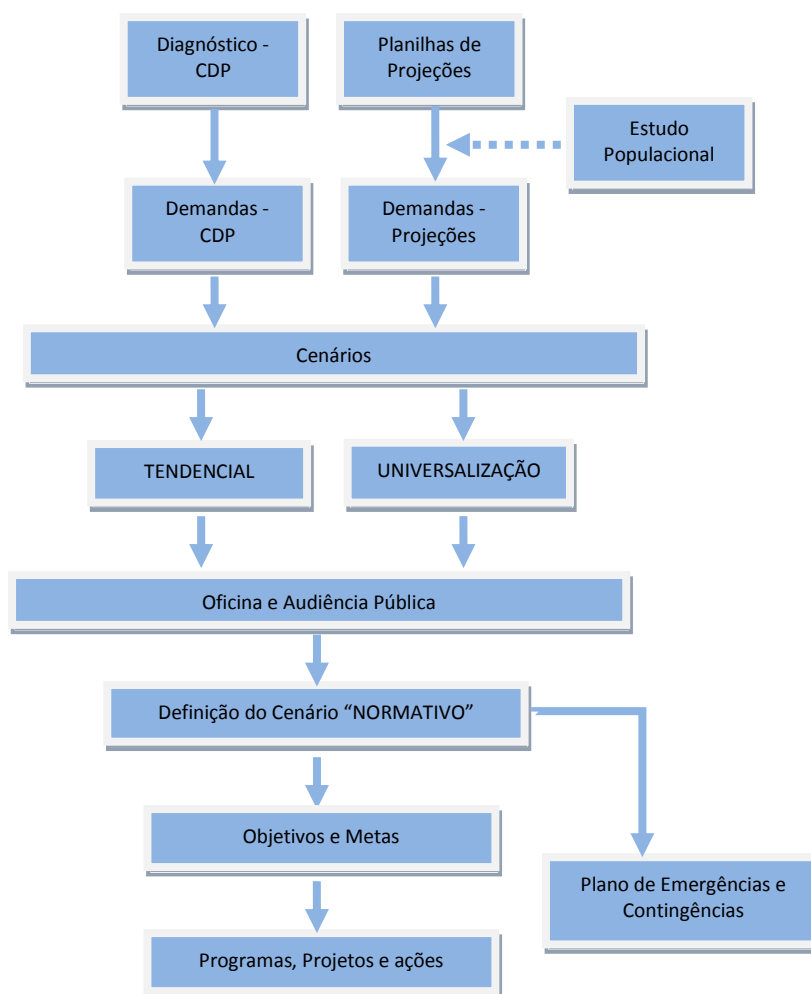 Diagnóstico -
CDP
Planilhas de
Projeções
Estudo
Populacional
Demandas -
CDP
Demandas -
Projeções
Cenários
TENDENCIAL
UNIVERSALIZAÇÃO
Oficina e Audiência Pública
Definição do Cenário “NORMATIVO”
Objetivos e Metas
Plano de Emergências e
Contingências
Programas, Projetos e ações